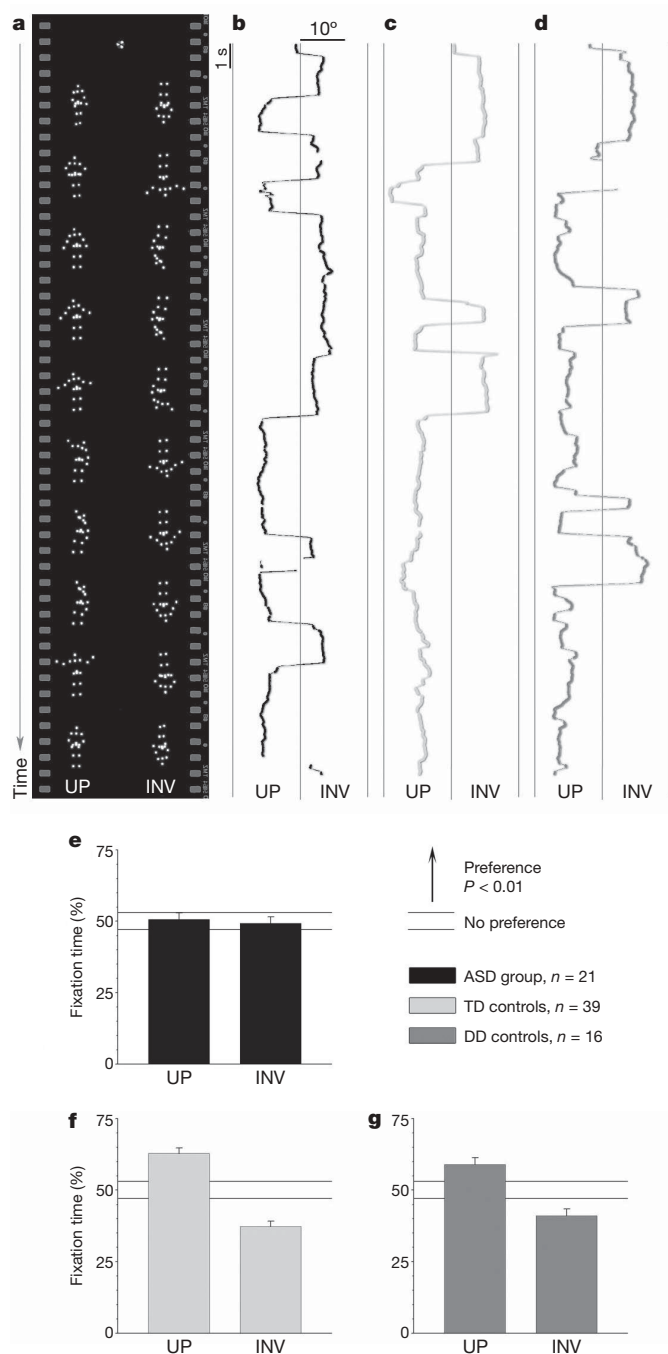 a
b
c
d
10°
1 s
Time
UP
INV
UP
INV
UP
INV
UP
INV
e
75
50
25
0
Fixation time (%)
UP
INV
Preference
P < 0.01
No preference
ASD group, n = 21
TD controls, n = 39
DD controls, n = 16
f
75
50
25
0
Fixation time (%)
UP
INV
g
75
50
25
0
UP
INV